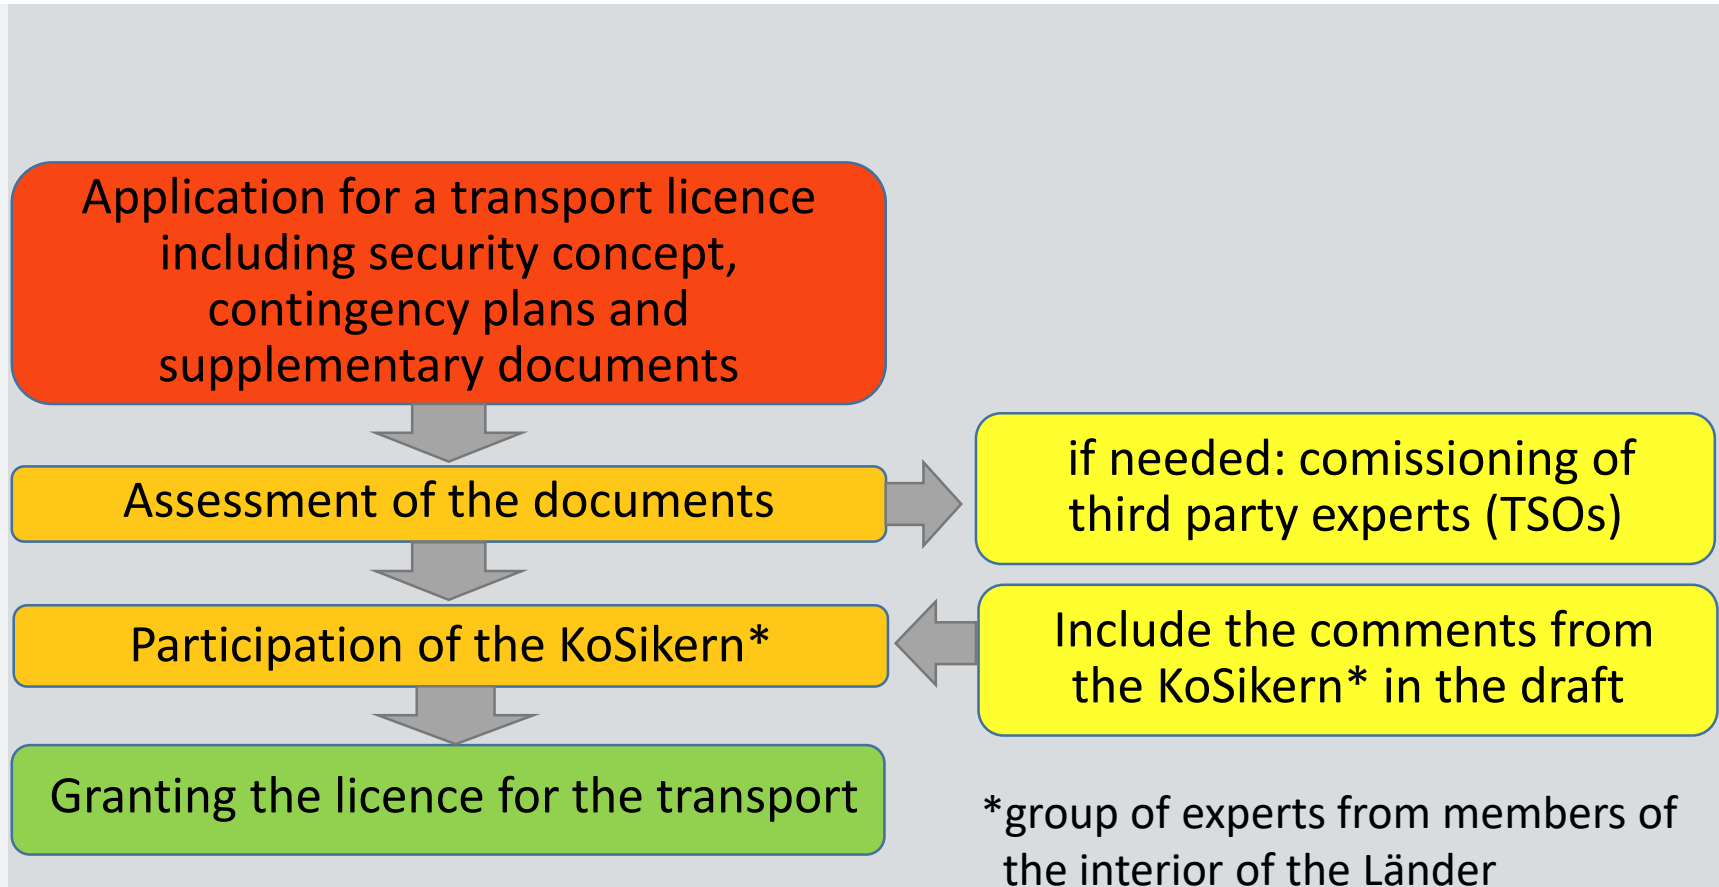 Application for a transport licence
including security concept,
contingency plans and
supplementary documents
Assessment of the documents
if needed: comissioning of
third party experts (TSOs)
Participation of the KoSikern*
Include the comments from
the KoSikern* in the draft
Granting the licence for the transport
*group of experts from members of
the interior of the Länder